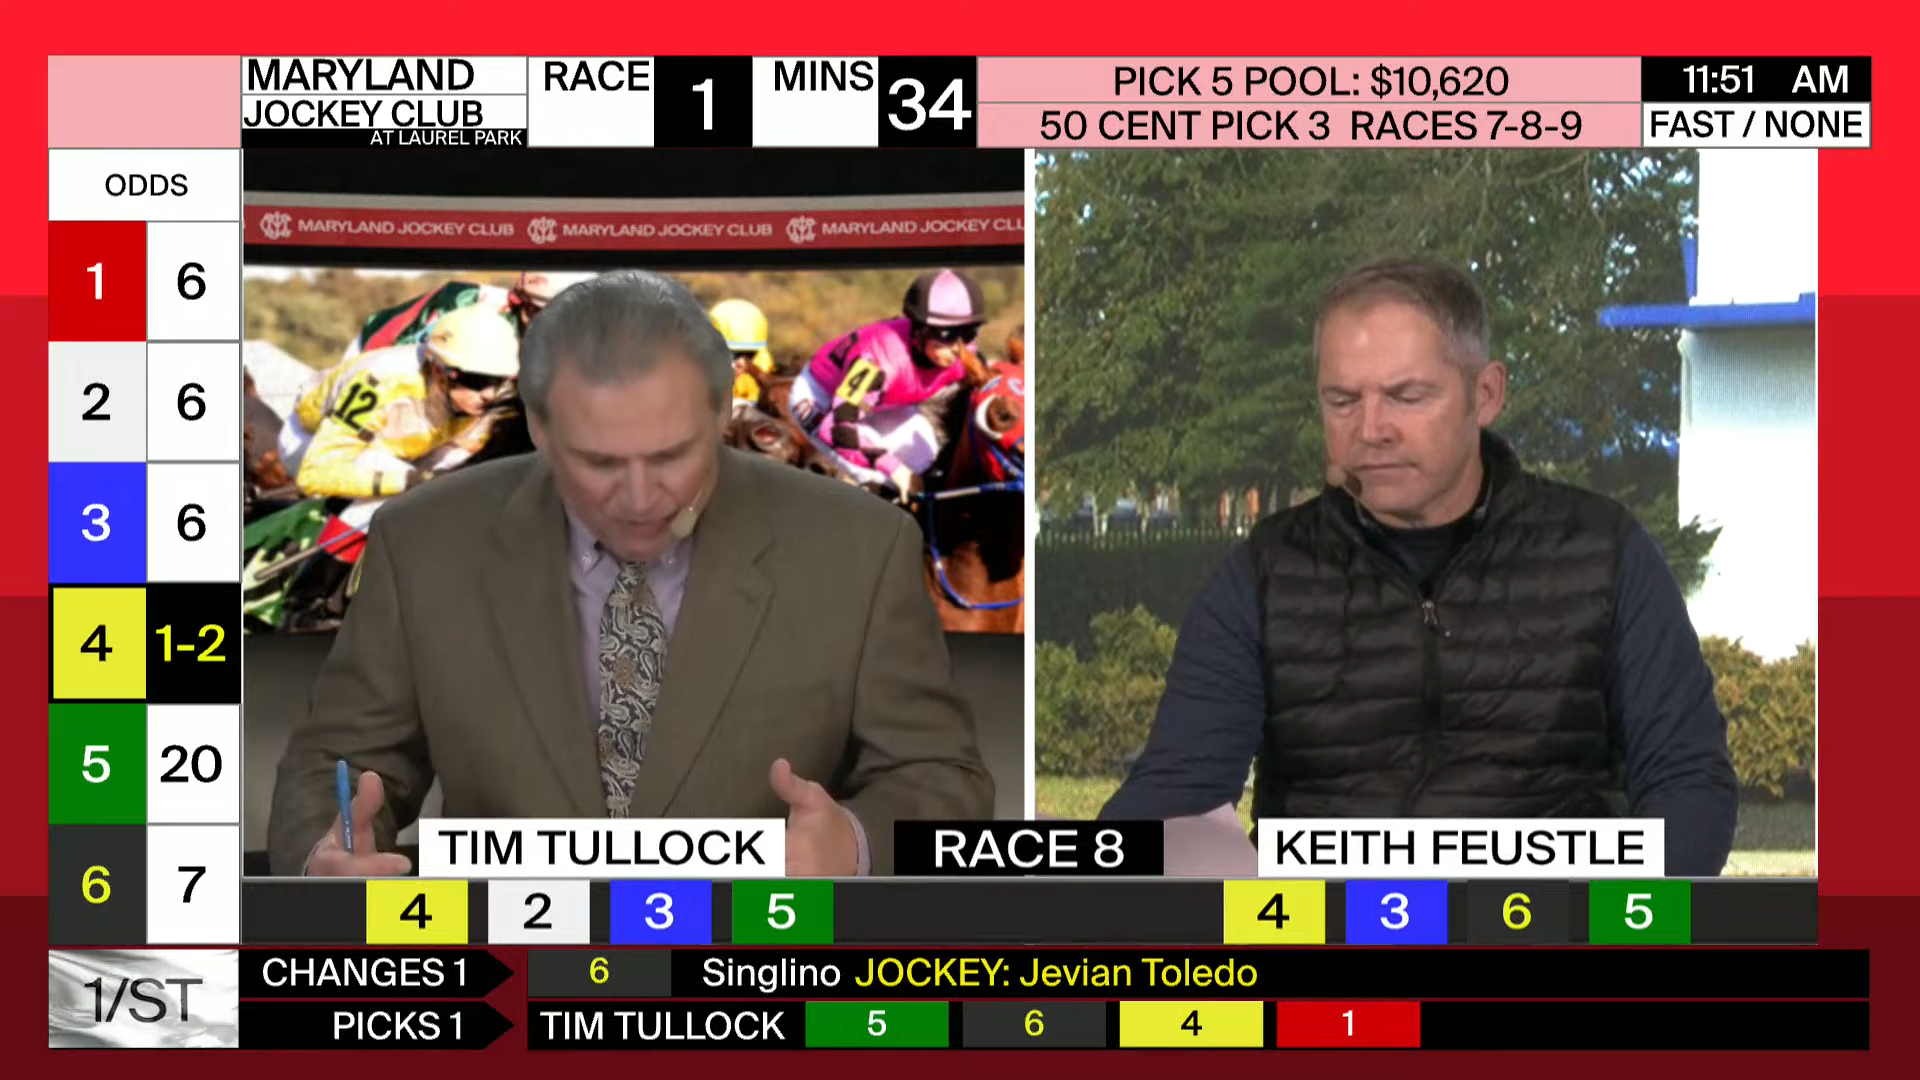 MARYLAND
JOCKEY CLUB
AT LAUREL PARK
RACE 1
MINS 34
PICK 5 POOL: $10,620
50 CENT PICK 3 RACES 7-8-9
11:51 AM
FAST / NONE
ODDS
1 6
2 6
3 6
4 1-2
5 20
6 7
MARYLAND JOCKEY CLUB MARYLAND JOCKEY CLUB MARYLAND JOCKEY CLU
12
4
TIM TULLOCK
RACE 8
KEITH FEUSTLE
4 2 3 5
4 3 6 5
1/ST
CHANGES 1 6 Singlino JOCKEY: Jevian Toledo
PICKS 1 TIM TULLOCK 5 6 4 1